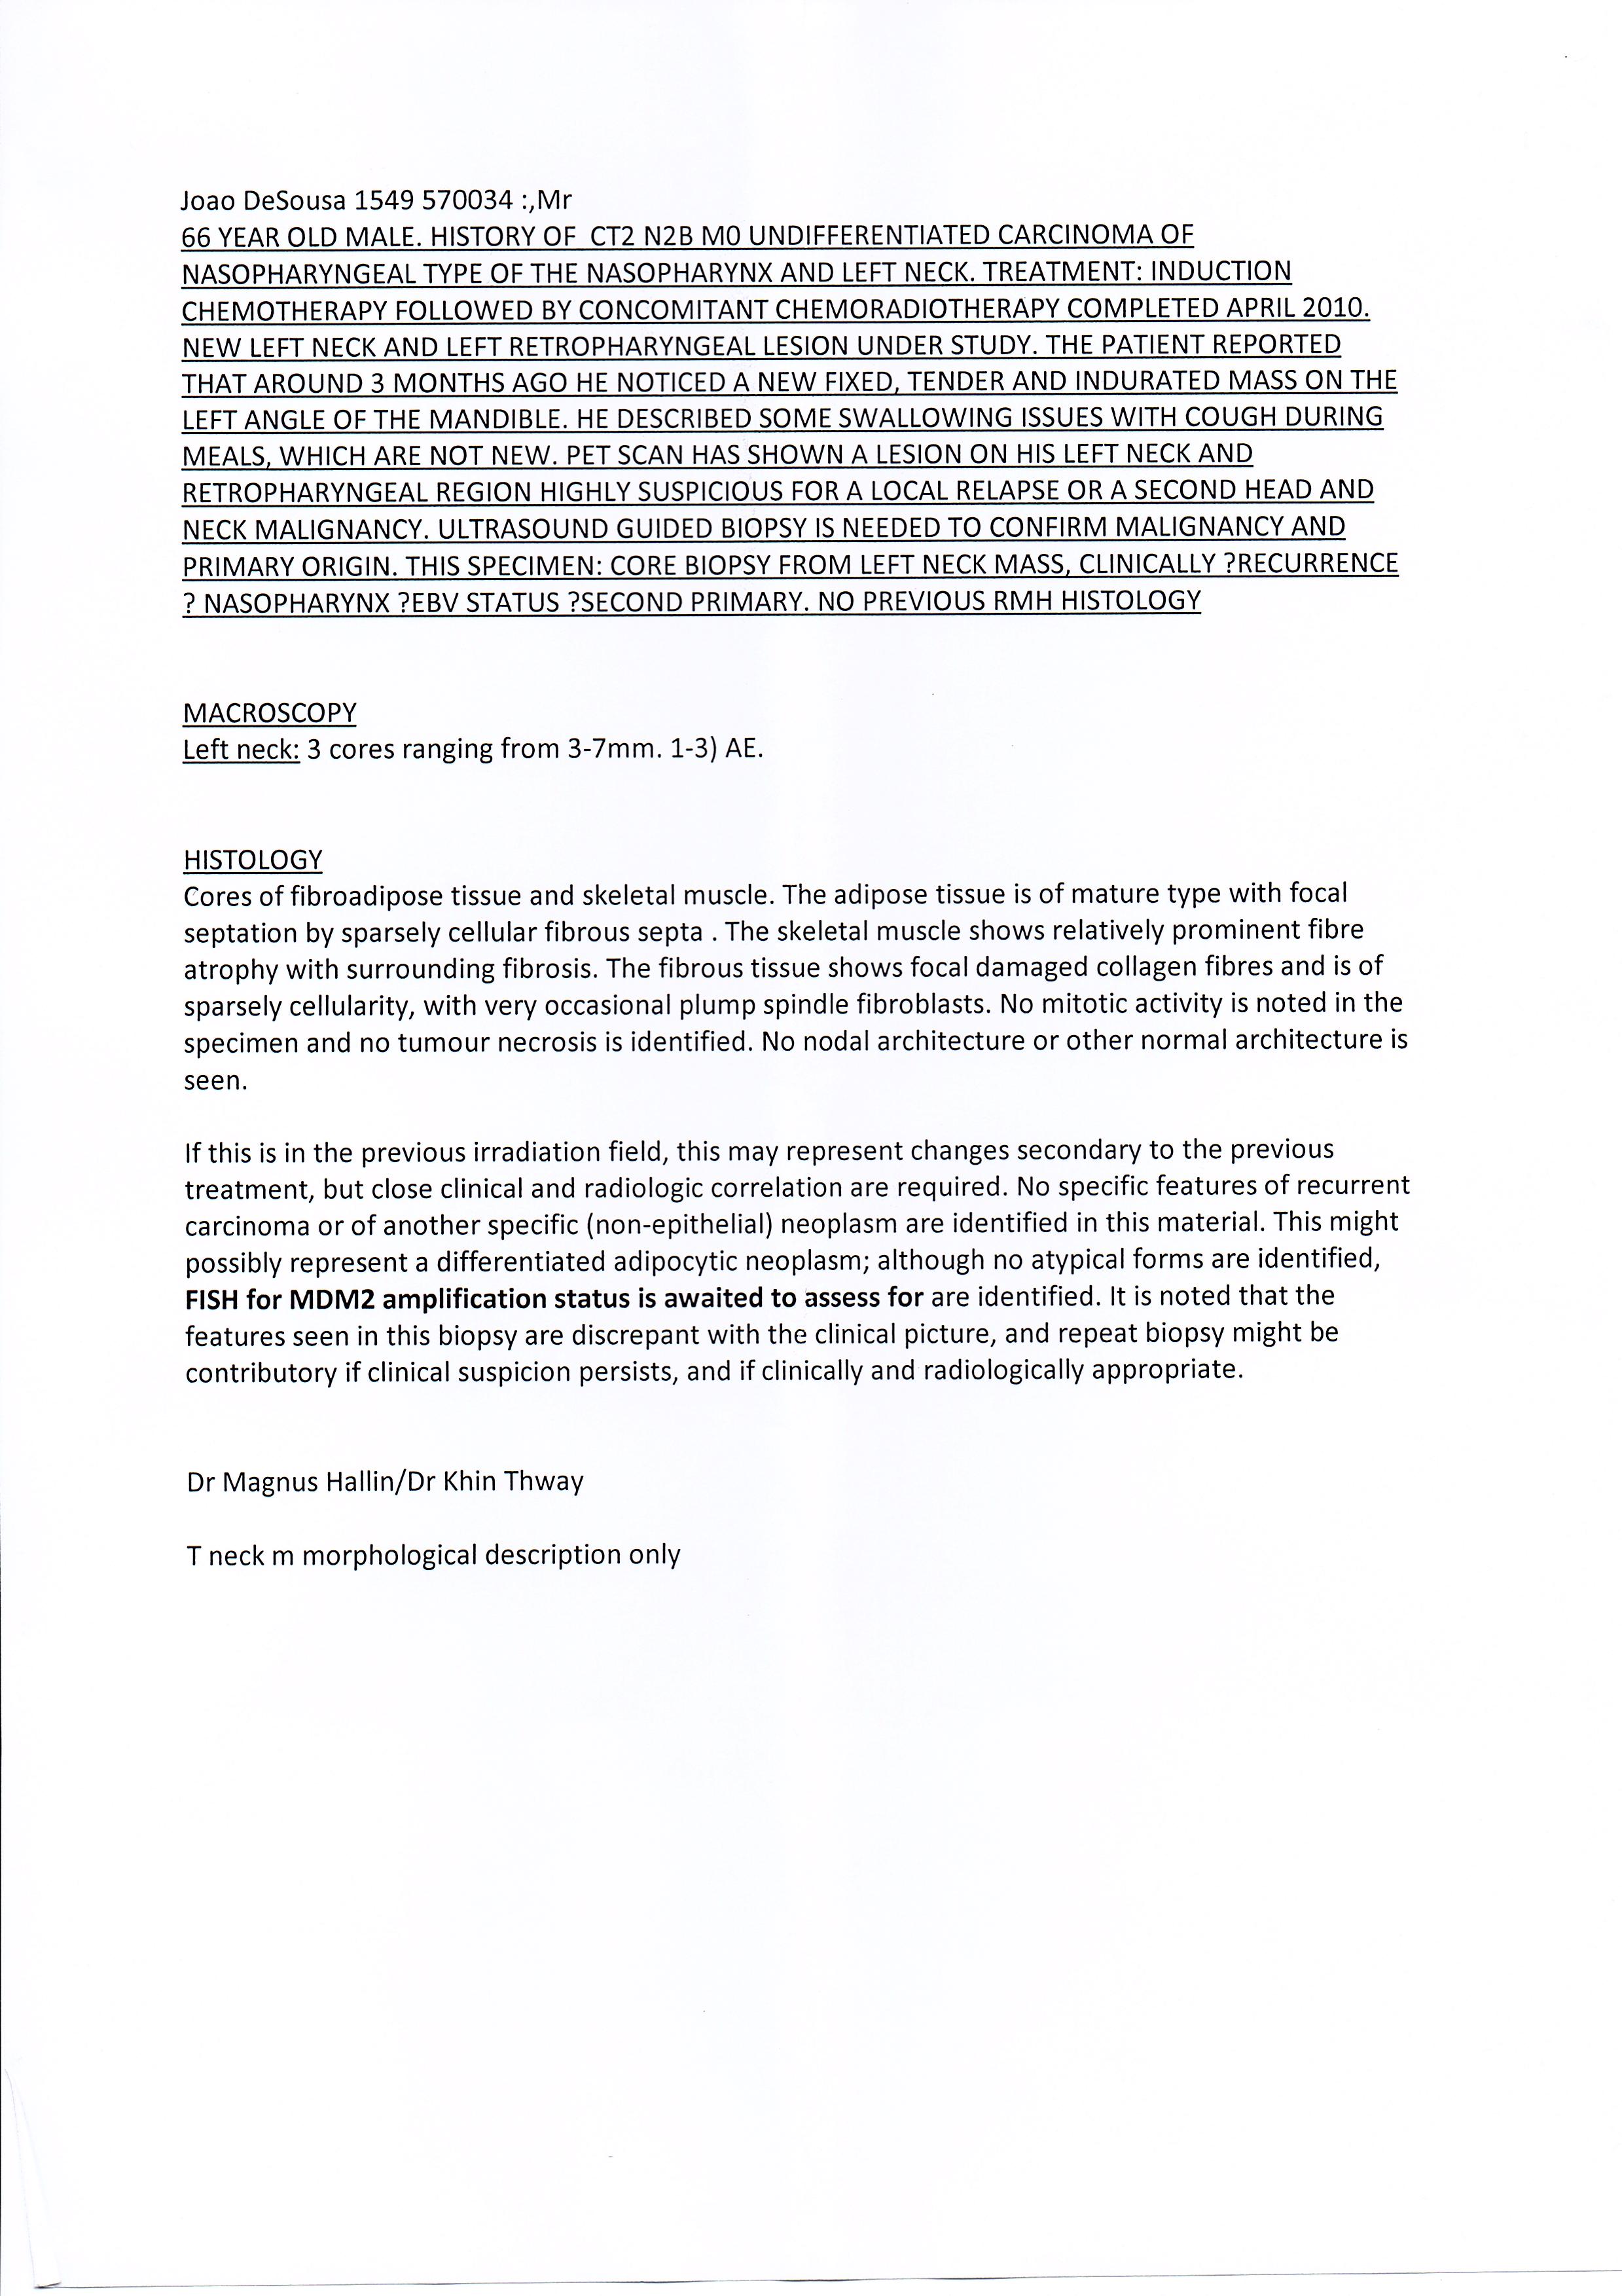 Joao DeSousa 1549 570034 :,Mr
66 YEAR OLD MALE. HISTORY OF  CT2 N2B M0 UNDIFFERENTIATED CARCINOMA OF
NASOPHARYNGEAL TYPE OF THE NASOPHARYNX AND LEFT NECK. TREATMENT: INDUCTION
CHEMOTHERAPY FOLLOWED BY CONCOMITANT CHEMORADIOTHERAPY COMPLETED APRIL 2010.
NEW LEFT NECK AND LEFT RETROPHARYNGEAL LESION UNDER STUDY. THE PATIENT REPORTED
THAT AROUND 3 MONTHS AGO HE NOTICED A NEW FIXED, TENDER AND INDURATED MASS ON THE
LEFT ANGLE OF THE MANDIBLE. HE DESCRIBED SOME SWALLOWING ISSUES WITH COUGH DURING
MEALS, WHICH ARE NOT NEW. PET SCAN HAS SHOWN A LESION ON HIS LEFT NECK AND
RETROPHARYNGEAL REGION HIGHLY SUSPICIOUS FOR A LOCAL RELAPSE OR A SECOND HEAD AND
NECK MALIGNANCY. ULTRASOUND GUIDED BIOPSY IS NEEDED TO CONFIRM MALIGNANCY AND
PRIMARY ORIGIN. THIS SPECIMEN: CORE BIOPSY FROM LEFT NECK MASS, CLINICALLY ?RECURRENCE
? NASOPHARYNX ?EBV STATUS ?SECOND PRIMARY. NO PREVIOUS RMH HISTOLOGY
MACROSCOPY
Left neck: 3 cores ranging from 3-7mm. 1-3) AE.
HISTOLOGY
Cores of fibroadipose tissue and skeletal muscle. The adipose tissue is of mature type with focal
septation by sparsely cellular fibrous septa . The skeletal muscle shows relatively prominent fibre
atrophy with surrounding fibrosis. The fibrous tissue shows focal damaged collagen fibres and is of
sparsely cellularity, with very occasional plump spindle fibroblasts. No mitotic activity is noted in the
specimen and no tumour necrosis is identified. No nodal architecture or other normal architecture is
seen.
If this is in the previous irradiation field, this may represent changes secondary to the previous
treatment, but close clinical and radiologic correlation are required. No specific features of recurrent
carcinoma or of another specific (non-epithelial) neoplasm are identified in this material. This might
possibly represent a differentiated adipocytic neoplasm; although no atypical forms are identified,
FISH for MDM2 amplification status is awaited to assess for are identified. It is noted that the
features seen in this biopsy are discrepant with the clinical picture, and repeat biopsy might be
contributory if clinical suspicion persists, and if clinically and radiologically appropriate.
Dr Magnus Hallin/Dr Khin Thway
T neck m morphological description only